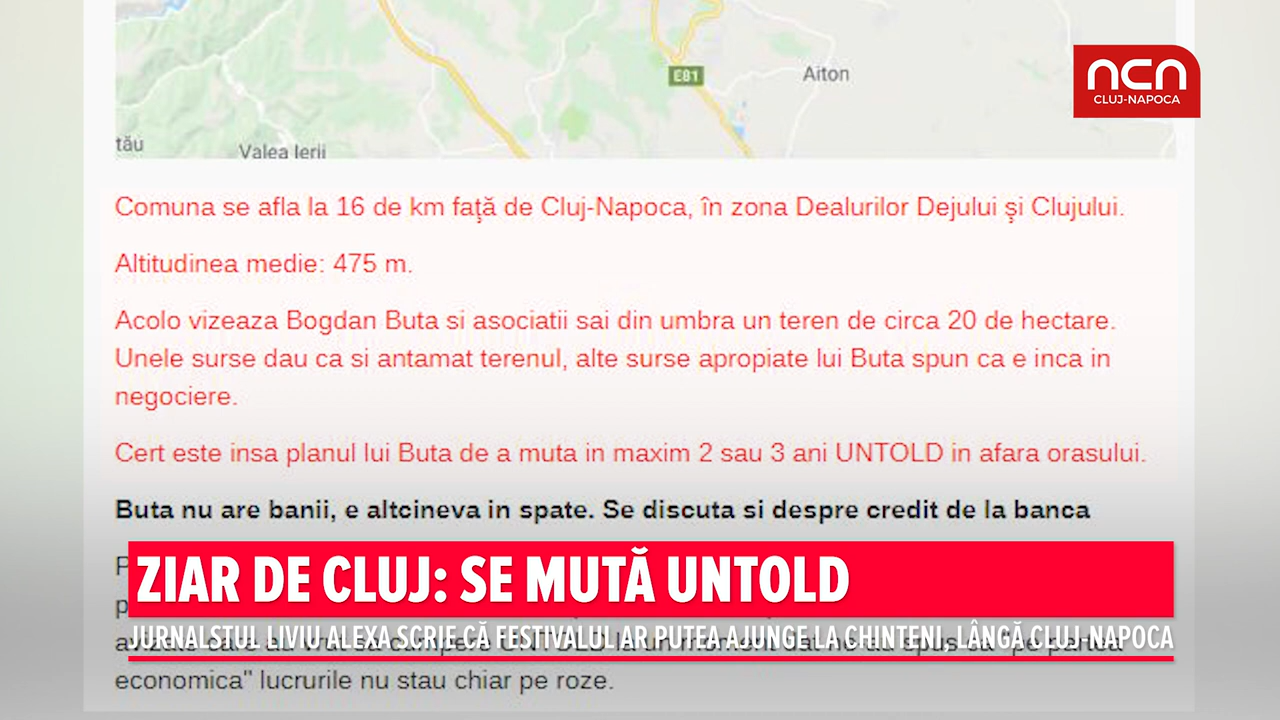 E81
Aiton
ncn
CLUJ-NAPOCA
tău
Valea Ierii
Comuna se afla la 16 de km faţă de Cluj-Napoca, în zona Dealurilor Dejului şi Clujului.
Altitudinea medie: 475 m.
Acolo vizeaza Bogdan Buta si asociatii sai din umbra un teren de circa 20 de hectare.
Unele surse dau ca si antamat terenul, alte surse apropiate lui Buta spun ca e inca in
negociere.
Cert este insa planul lui Buta de a muta in maxim 2 sau 3 ani UNTOLD in afara orasului.
Buta nu are banii, e altcineva in spate. Se discuta si despre credit de la banca
ZIAR DE CLUJ: SE MUTĂ UNTOLD
JURNALSTUL LIVIU ALEXA SCRIE CĂ FESTIVALUL AR PUTEA AJUNGE LA CHINTENI, LÂNGĂ CLUJ-NAPOCA
economica" lucrurile nu stau chiar pe roze.